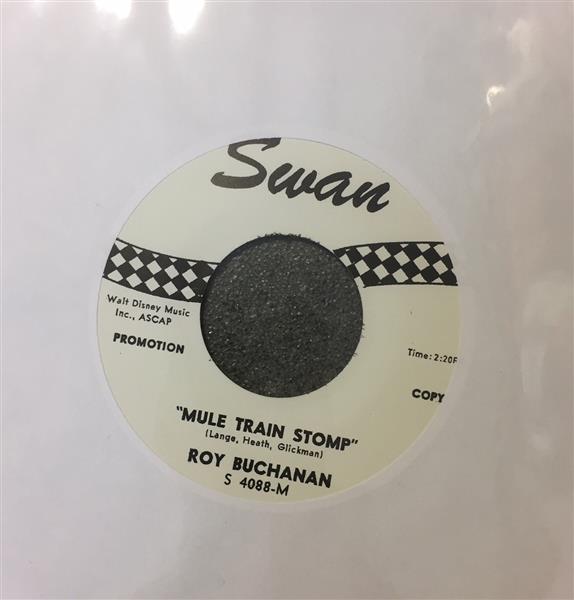 Swan
Walt Disney Music
Inc., ASCAP
PROMOTION
Time: 2:20F
COPY
"MULE TRAIN STOMP"
(Lange, Heath, Glickman)
ROY BUCHANAN
S 4088-M